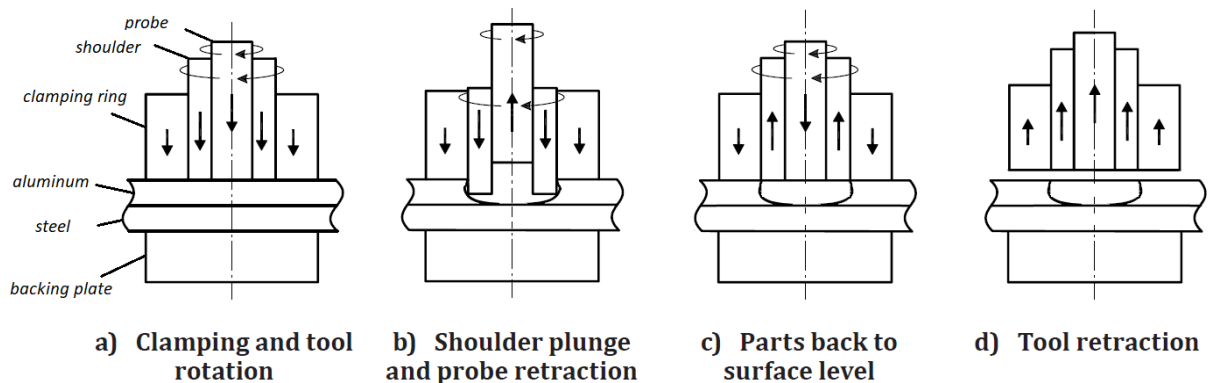 probe
shoulder
clamping ring
aluminum
steel
backing plate
a) Clamping and tool
rotation
b) Shoulder plunge
and probe retraction
c) Parts back to
surface level
d) Tool retraction